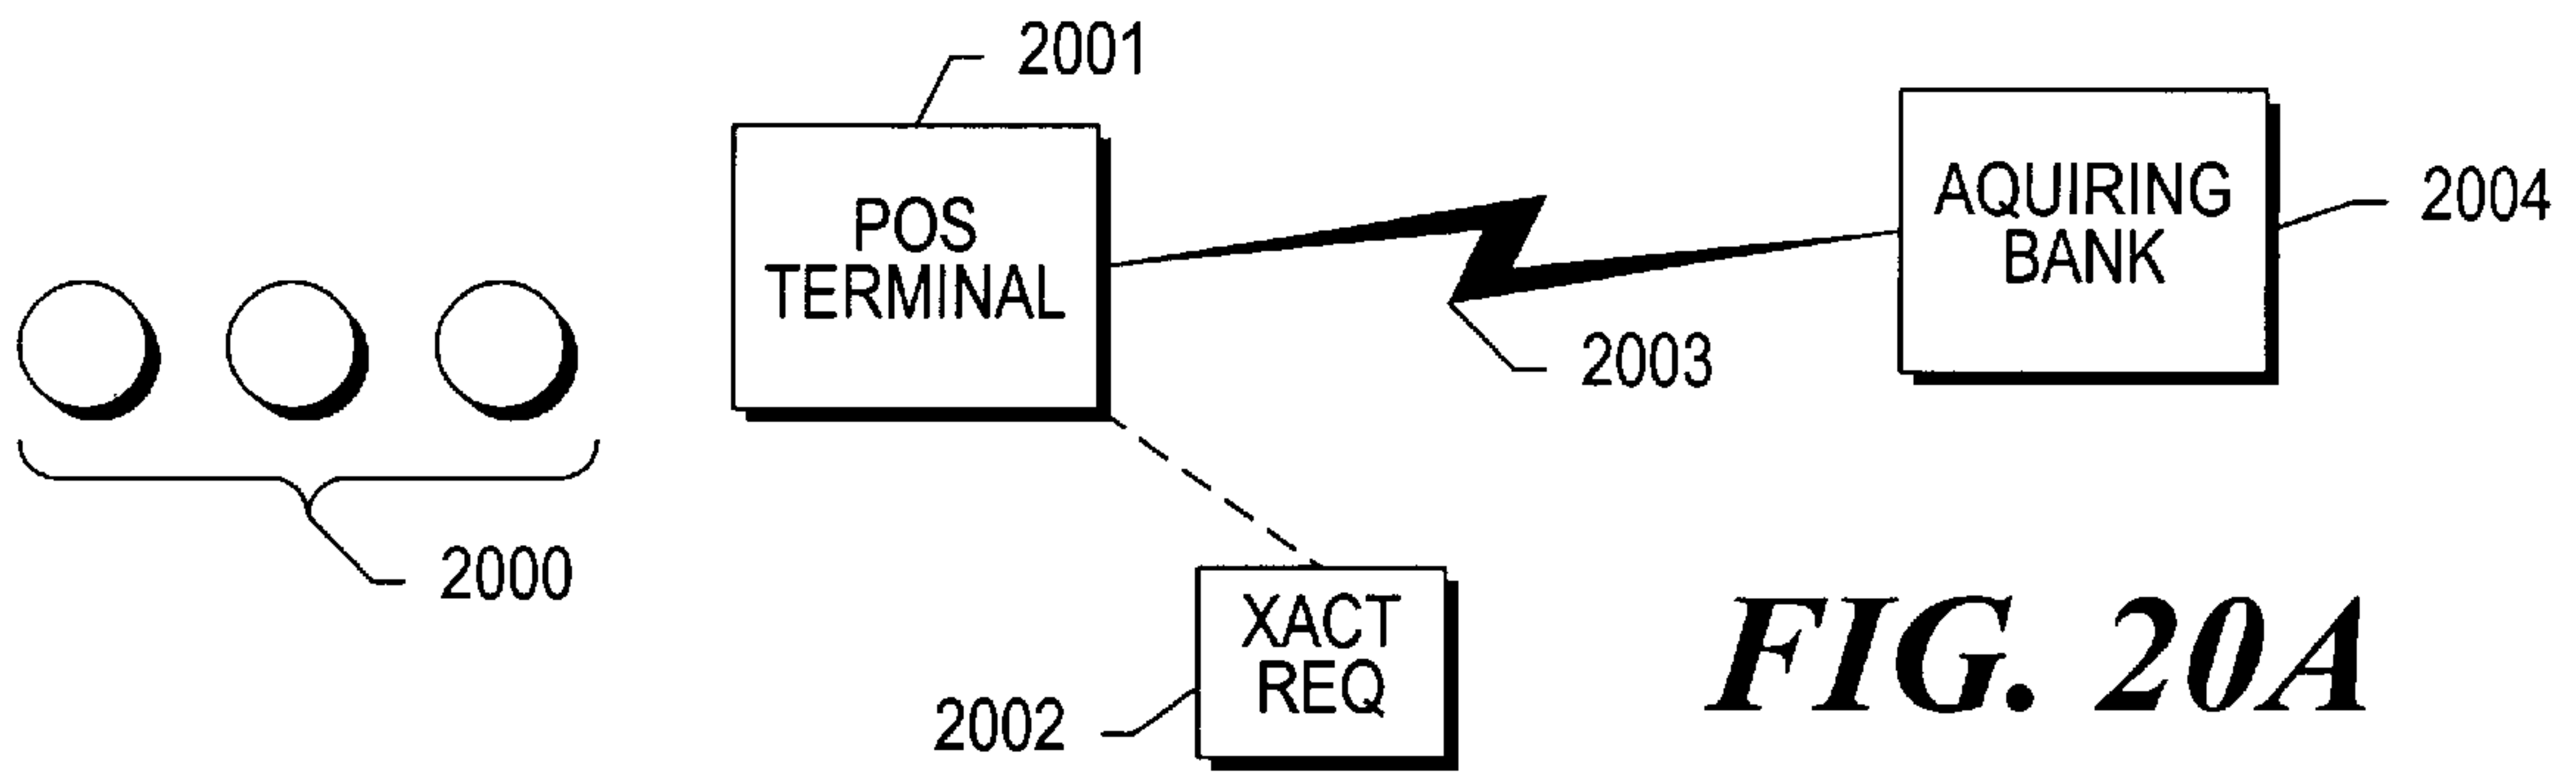 2001
POS
TERMINAL
AQUIRING
BANK
2004
2003
2000
XACT
REQ
2002
FIG. 20A